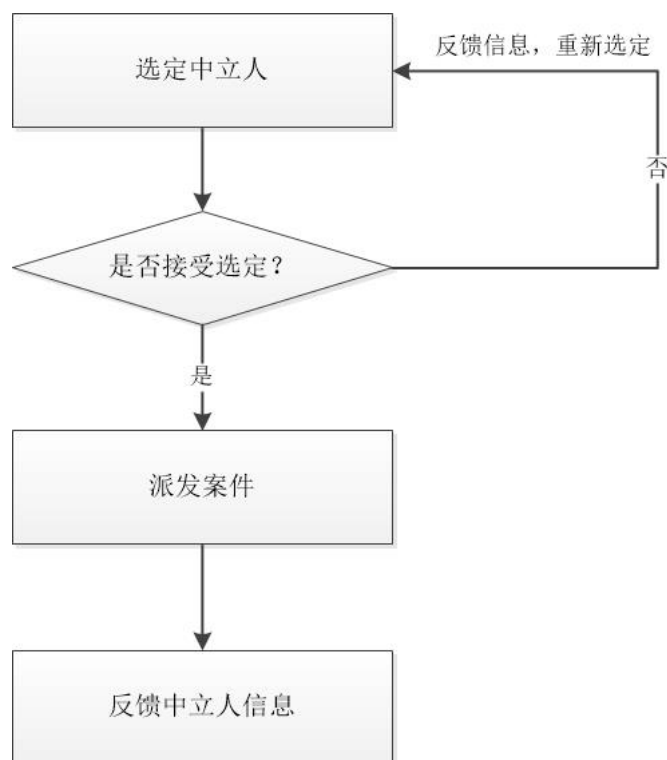 选定中立人
反馈信息，重新选定
否
是否接受选定？
是
派发案件
反馈中立人信息